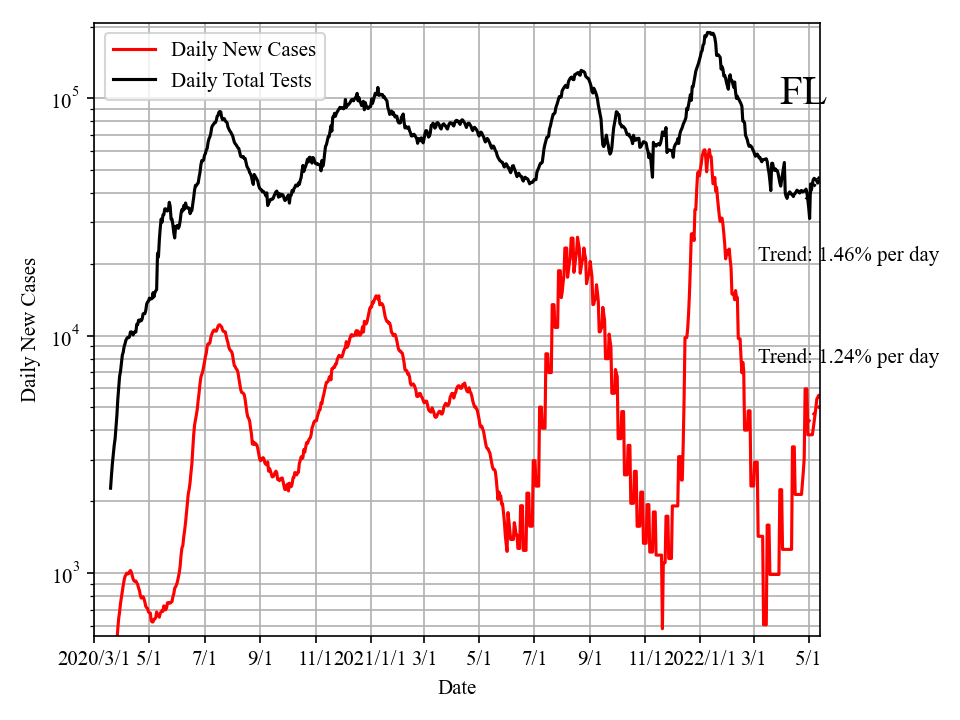 Daily New Cases
Daily Total Tests
FL
10^5
10^4
10^3
Daily New Cases
Trend: 1.46% per day
Trend: 1.24% per day
2020/3/1 5/1 7/1 9/1 11/1 2021/1/1 3/1 5/1 7/1 9/1 11/1 2022/1/1 3/1 5/1
Date